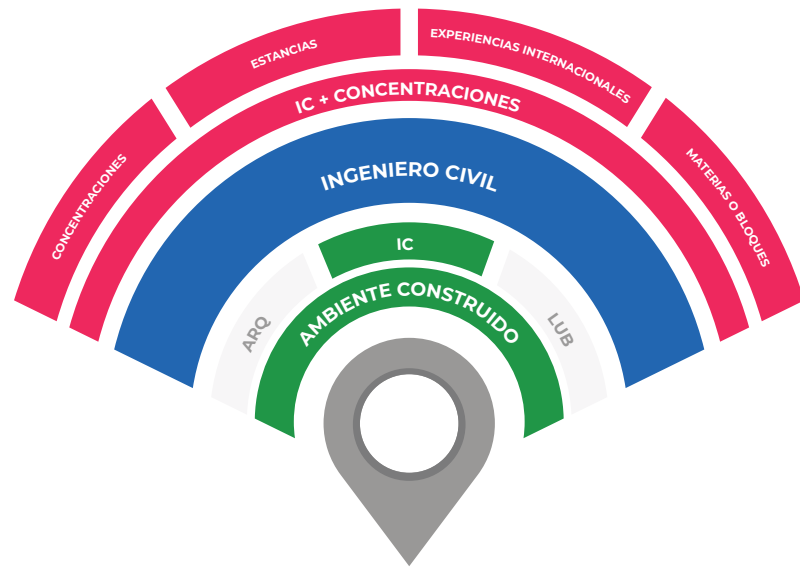 CONCENTRACIONES
ESTANCIAS
EXPERIENCIAS INTERNACIONALES
MATERIAS O BLOQUES
IC + CONCENTRACIONES
INGENIERO CIVIL
ARQ
IC
LUB
AMBIENTE CONSTRUIDO